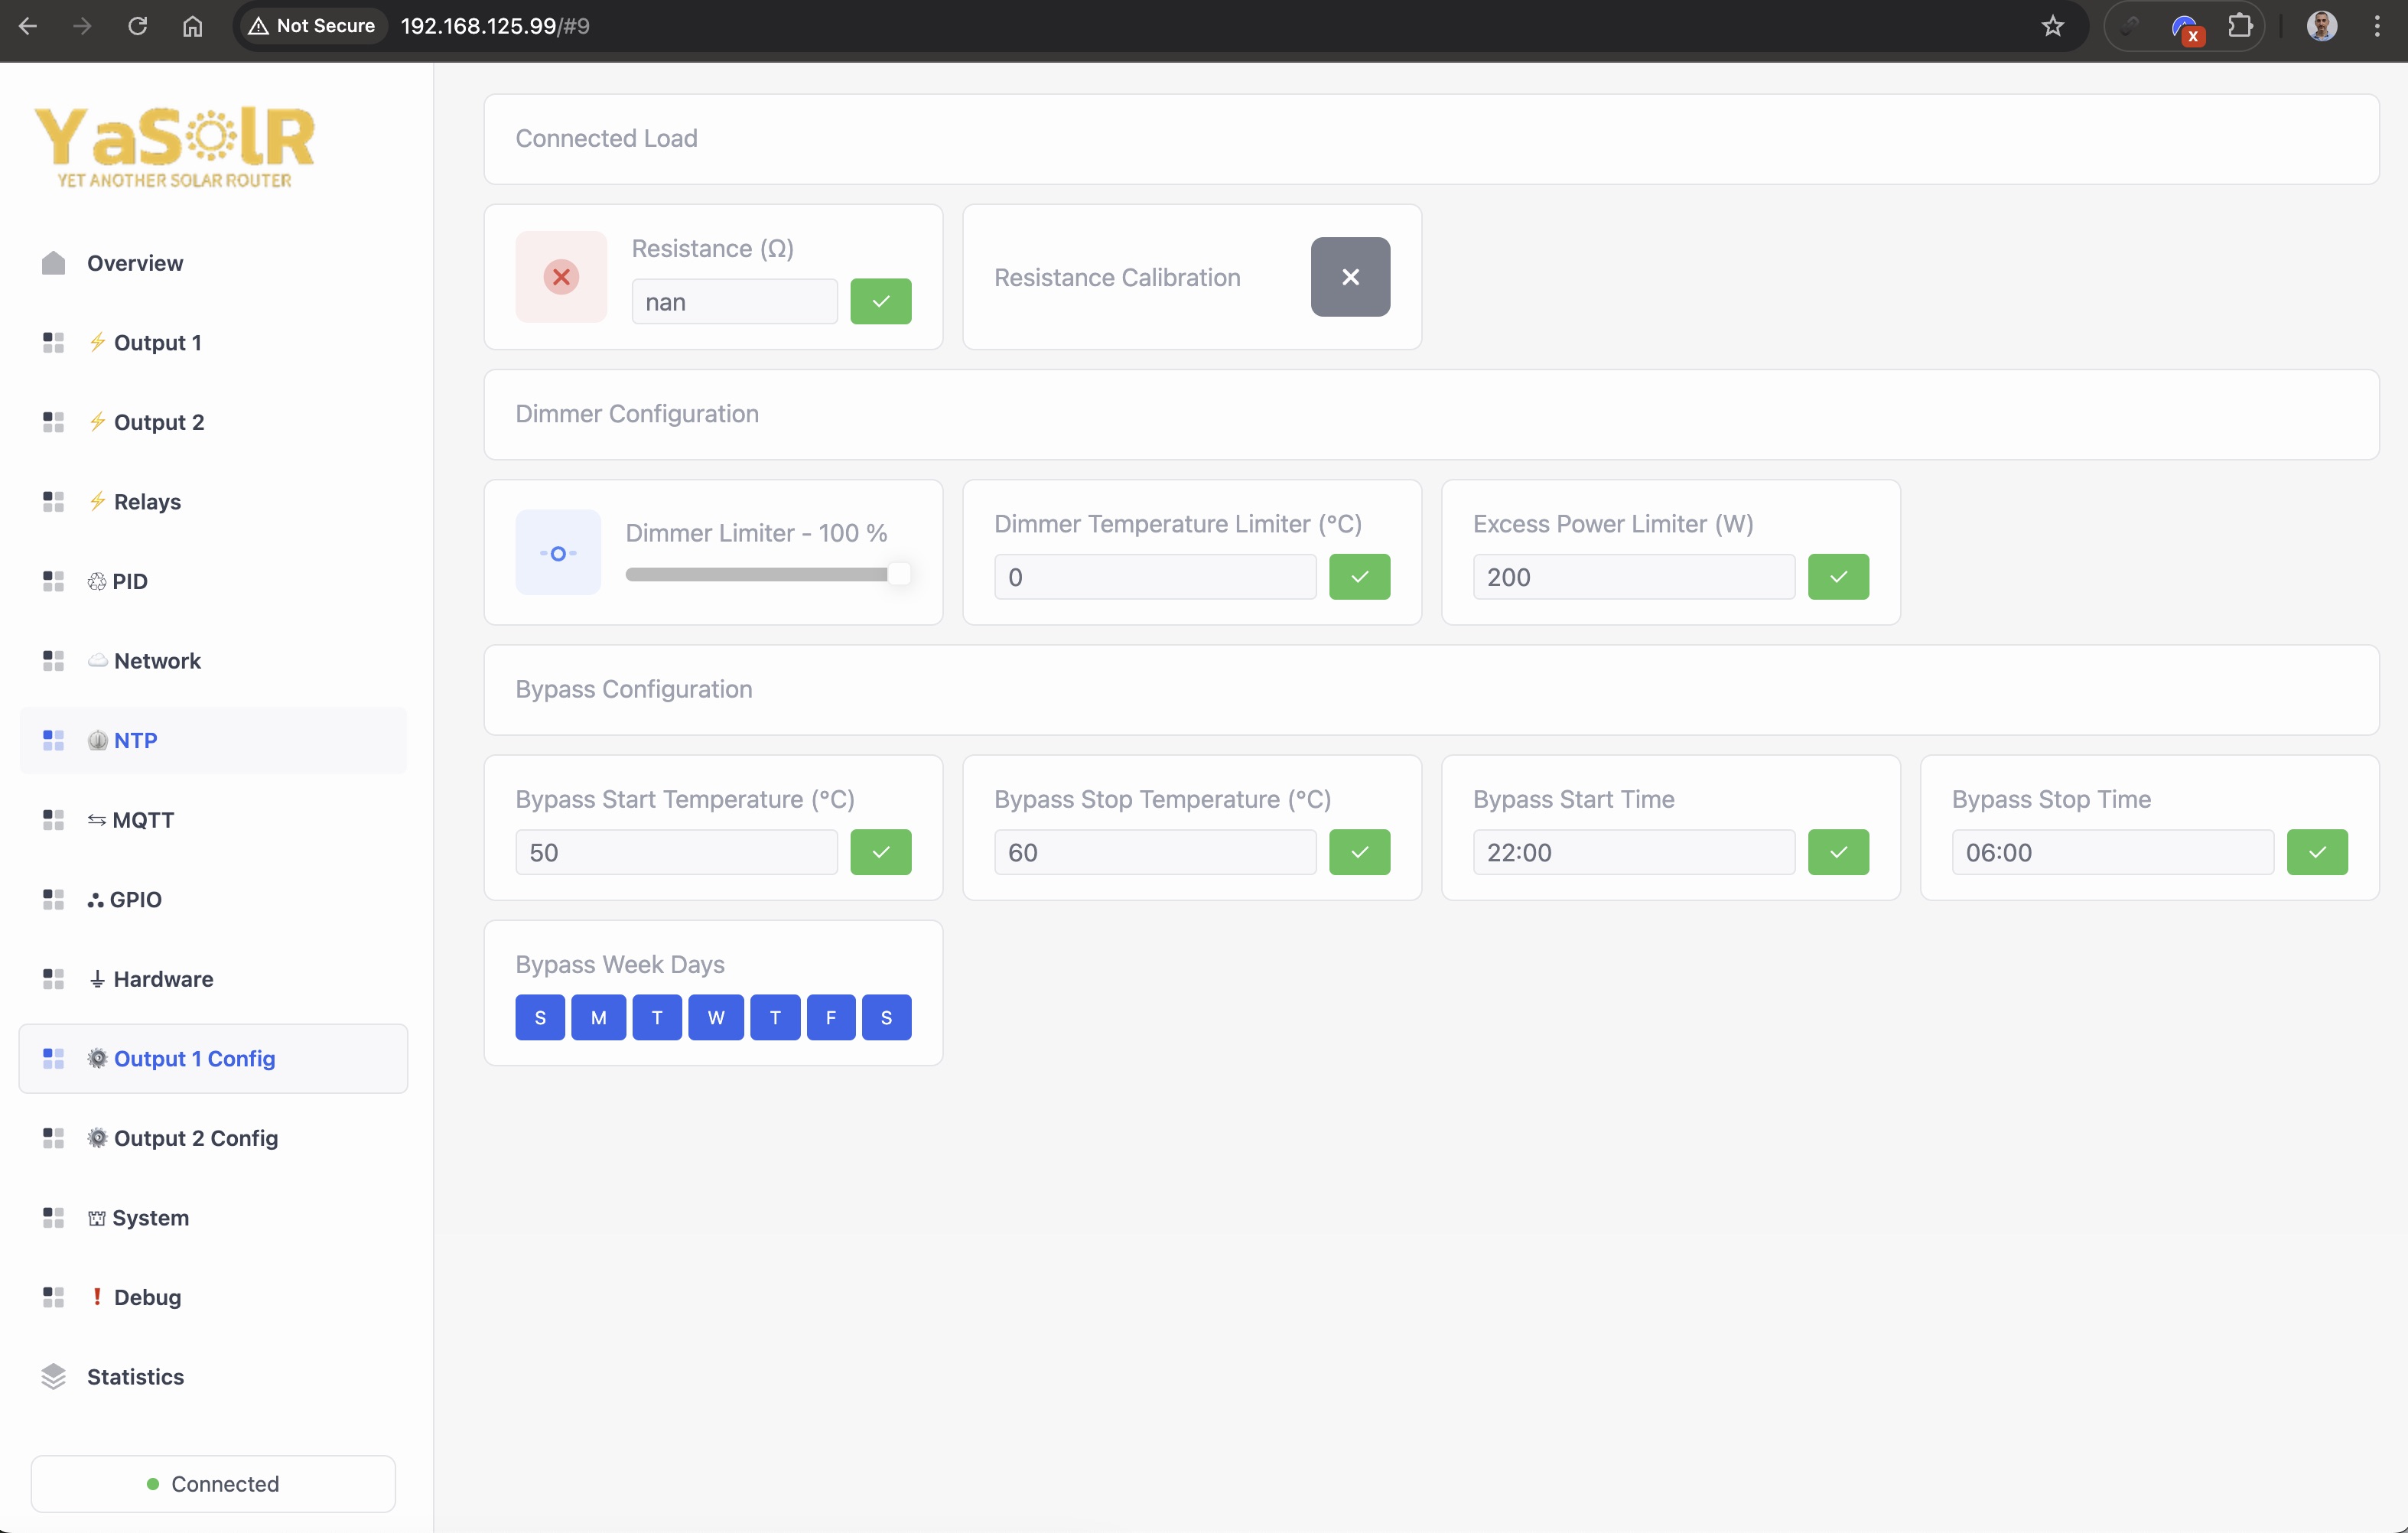 Not Secure 192.168.125.99/#9
X
YaSolR
YET ANOTHER SOLAR ROUTER
Overview
⚡ Output 1
⚡ Output 2
⚡ Relays
♲ PID
☁️ Network
NTP
⇆ MQTT
GPIO
⏚ Hardware
⚙️ Output 1 Config
⚙️ Output 2 Config
System
❗ Debug
Statistics
Connected
Connected Load
Resistance (Ω)
nan
Resistance Calibration
Dimmer Configuration
Dimmer Limiter - 100 %
Dimmer Temperature Limiter (°C)
0
Excess Power Limiter (W)
200
Bypass Configuration
Bypass Start Temperature (°C)
50
Bypass Stop Temperature (°C)
60
Bypass Start Time
22:00
Bypass Stop Time
06:00
Bypass Week Days
S M T W T F S